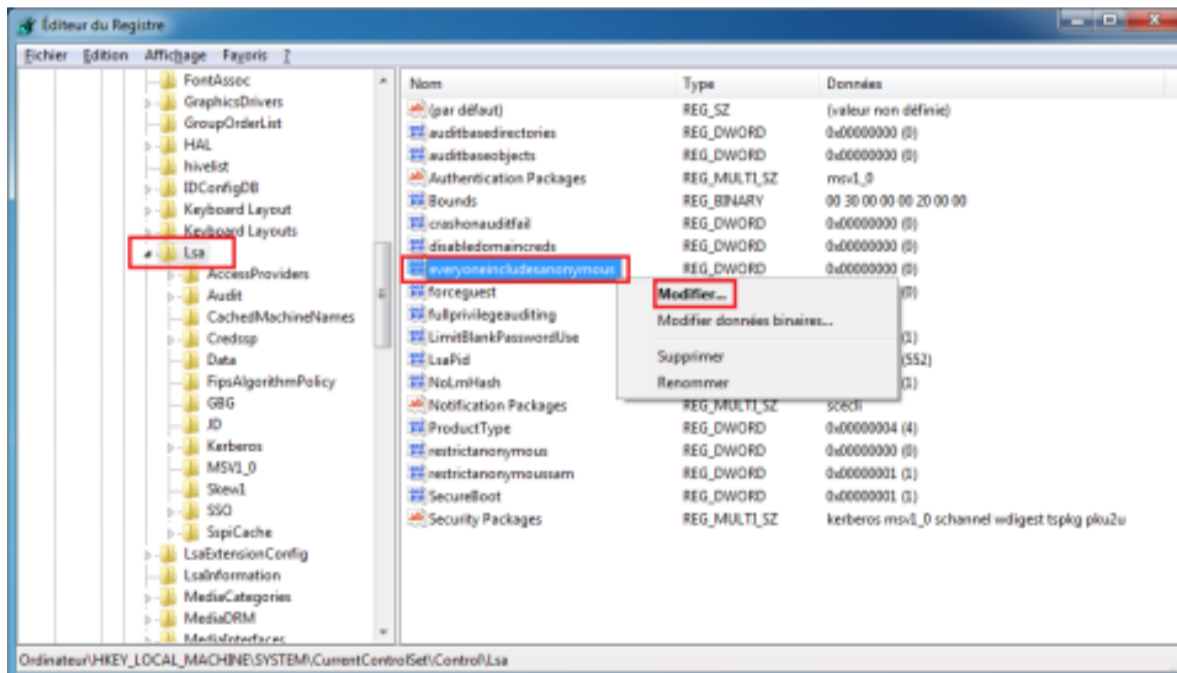 Éditeur du Registre
Fichier Edition Affichage Favoris ?
FontAssoc
GraphicsDrivers
GroupOrderList
HAL
hivelist
IDConfigDB
Keyboard Layout
Keyboard Layouts
Lsa
AccessProviders
Audit
CachedMachineNames
Credssp
Data
FipsAlgorithmPolicy
GBG
JD
Kerberos
MSV1_0
Skew1
SSO
SspiCache
LsaExtensionConfig
LsaInformation
MediaCategories
MediaDRM
MediaInterfaces
Nom Type Données
(par défaut) REG_SZ (valeur non définie)
auditbasedirectories REG_DWORD 0x00000000 (0)
auditbaseobjects REG_DWORD 0x00000000 (0)
Authentication Packages REG_MULTI_SZ msv1_0
Bounds REG_BINARY 00 30 00 00 00 20 00 00
crashonauditfail REG_DWORD 0x00000000 (0)
disabledomaincreds REG_DWORD 0x00000000 (0)
everyoneincludesanonymous REG_DWORD 0x00000000 (0)
forceguest (0)
fullprivilegeauditing
LimitBlankPasswordUse (1)
LsaPid (552)
NoLmHash (1)
Notification Packages REG_MULTI_SZ scecli
ProductType REG_DWORD 0x00000004 (4)
restrictanonymous REG_DWORD 0x00000000 (0)
restrictanonymoussam REG_DWORD 0x00000001 (1)
SecureBoot REG_DWORD 0x00000001 (1)
Security Packages REG_MULTI_SZ kerberos msv1_0 schannel wdigest tspkg pku2u
Modifier...
Modifier données binaires...
Supprimer
Renommer
Ordinateur\HKEY_LOCAL_MACHINE\SYSTEM\CurrentControlSet\Control\Lsa